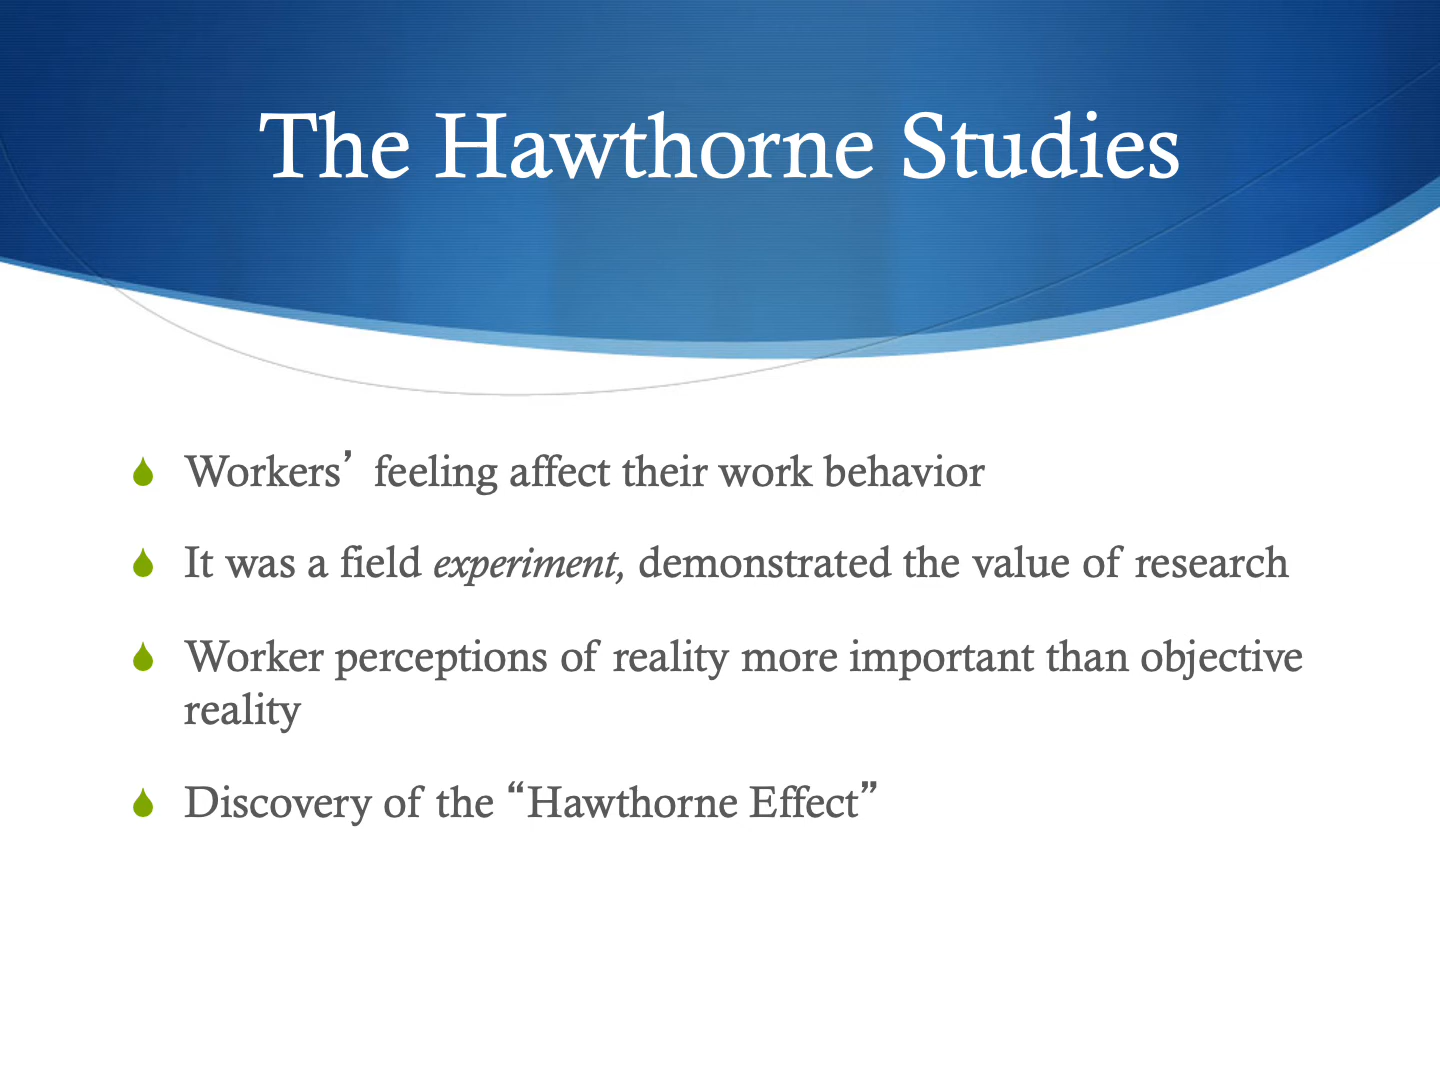 The Hawthorne Studies
Workers’ feeling affect their work behavior
It was a field experiment, demonstrated the value of research
Worker perceptions of reality more important than objective
reality
Discovery of the “Hawthorne Effect”